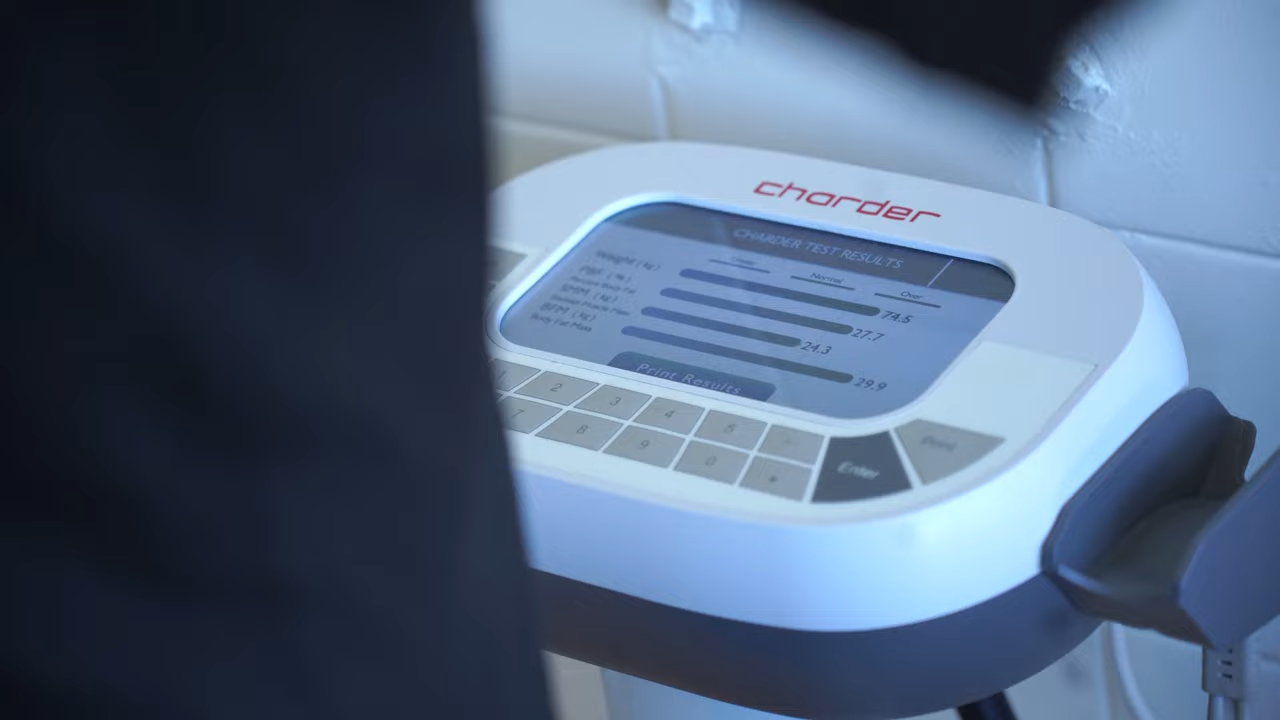 charder
CHARDER TEST RESULTS
Under Normal Over
Weight (kg) 74.5
PBF (%) 27.7
Percent Body Fat
SMM (kg) 24.3
Skeletal Muscle Mass
BFM (kg) 29.9
Body Fat Mass
Print Results
1 2 3 4 5
7 8 9 0 .
Enter
Print